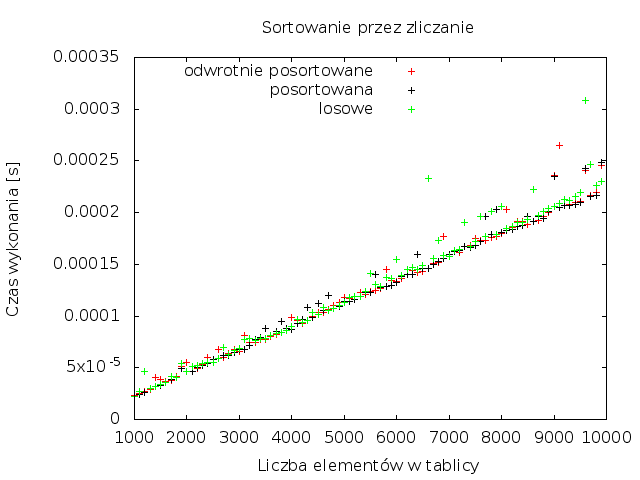 Sortowanie przez zliczanie
odwrotnie posortowane
posortowana
losowe
Czas wykonania [s]
0.00035
0.0003
0.00025
0.0002
0.00015
0.0001
5x10-5
0
1000 2000 3000 4000 5000 6000 7000 8000 9000 10000
Liczba elementów w tablicy